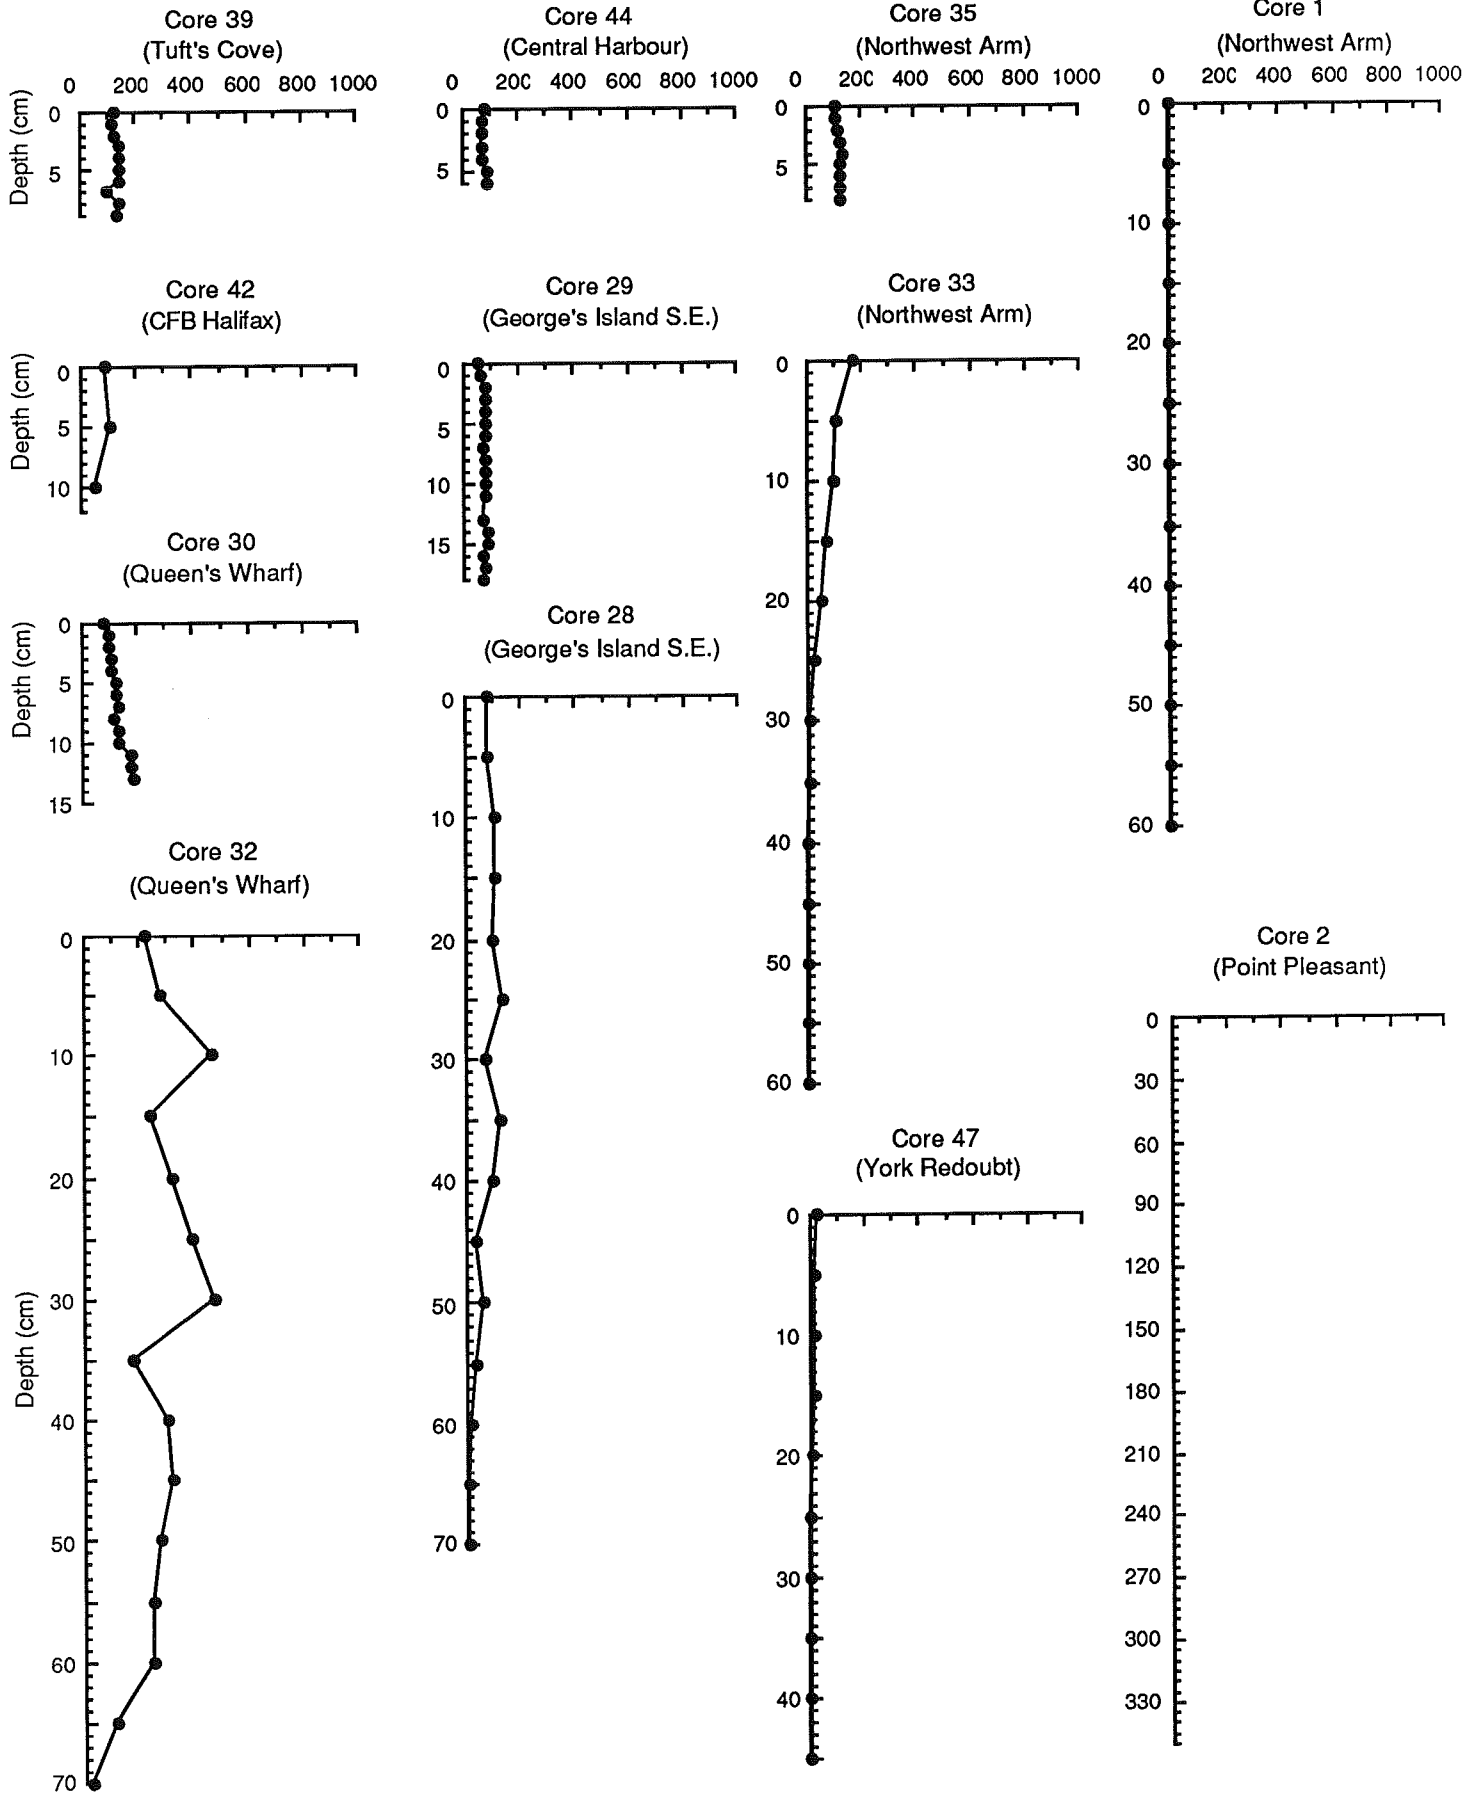 Core 39
(Tuft's Cove)
0 200 400 600 800 1000
Depth (cm)
0
5
Core 42
(CFB Halifax)
Depth (cm)
0
5
10
Core 30
(Queen's Wharf)
Depth (cm)
0
5
10
15
Core 32
(Queen's Wharf)
Depth (cm)
0
10
20
30
40
50
60
70
Core 44
(Central Harbour)
0 200 400 600 800 1000
0
5
Core 29
(George's Island S.E.)
0
5
10
15
Core 28
(George's Island S.E.)
0
10
20
30
40
50
60
70
Core 35
(Northwest Arm)
0 200 400 600 800 1000
0
5
Core 33
(Northwest Arm)
0
10
20
30
40
50
60
Core 47
(York Redoubt)
0
10
20
30
40
Core 1
(Northwest Arm)
0 200 400 600 800 1000
0
10
20
30
40
50
60
Core 2
(Point Pleasant)
0
30
60
90
120
150
180
210
240
270
300
330